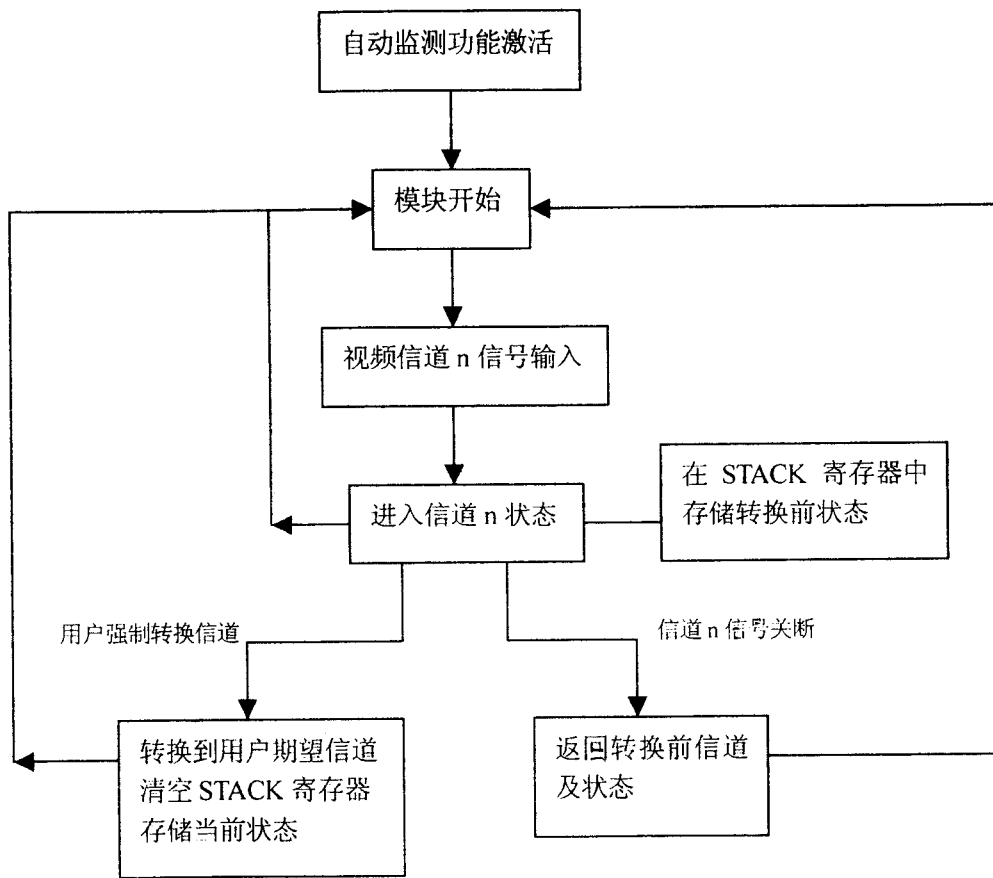 自动监测功能激活
模块开始
视频信道 n 信号输入
进入信道 n 状态
在 STACK 寄存器中
存储转换前状态
用户强制转换信道
信道 n 信号关断
转换到用户期望信道
清空 STACK 寄存器
存储当前状态
返回转换前信道
及状态